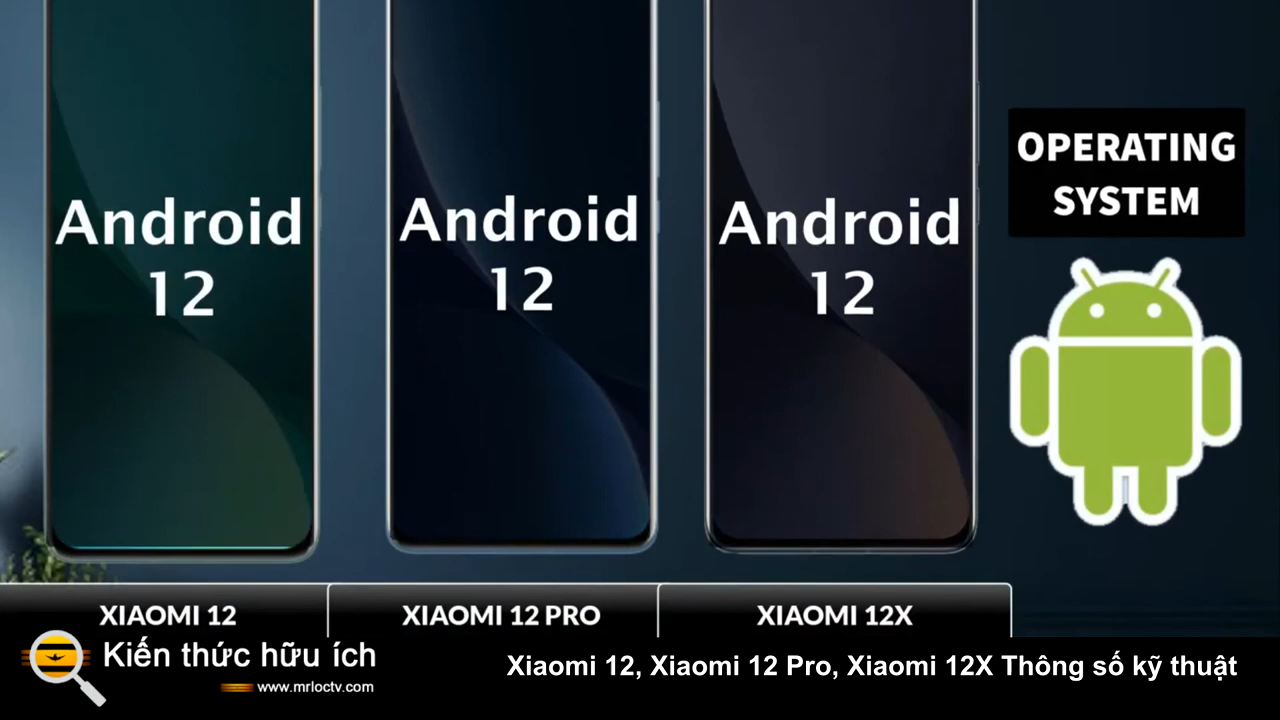 Android
12
Android
12
Android
12
OPERATING
SYSTEM
XIAOMI 12
XIAOMI 12 PRO
XIAOMI 12X
Kiến thức hữu ích
www.mrloctv.com
Xiaomi 12, Xiaomi 12 Pro, Xiaomi 12X Thông số kỹ thuật